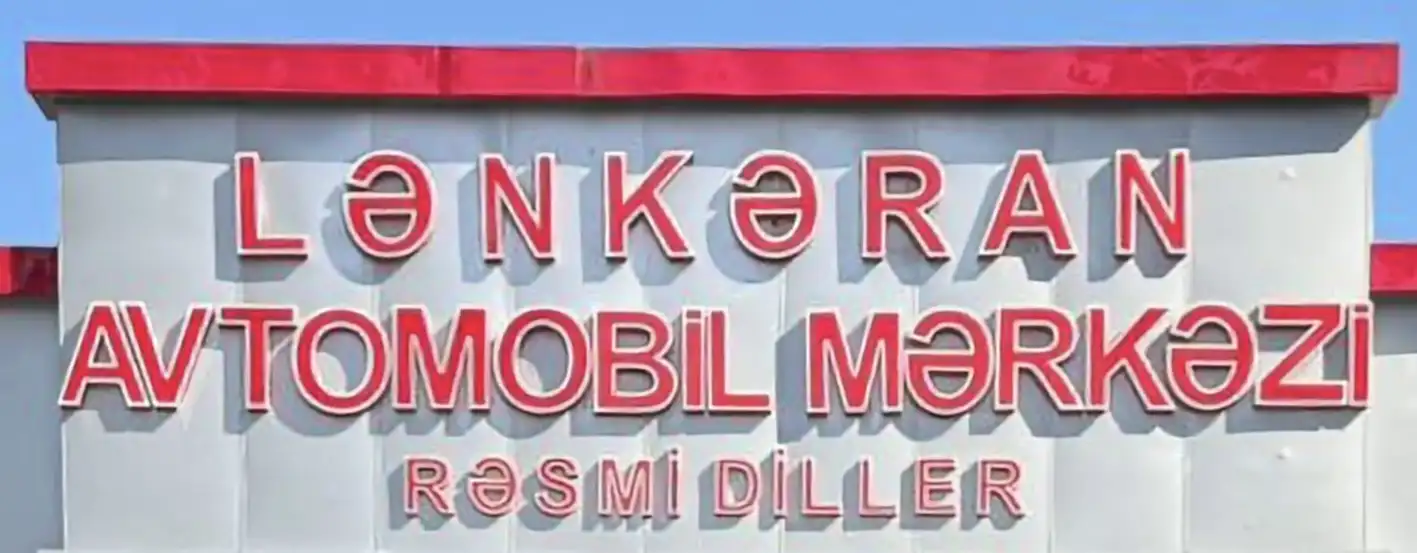 LƏNKƏRAN
AVTOMOBİL MƏRKƏZİ
RƏSMİ DİLLER